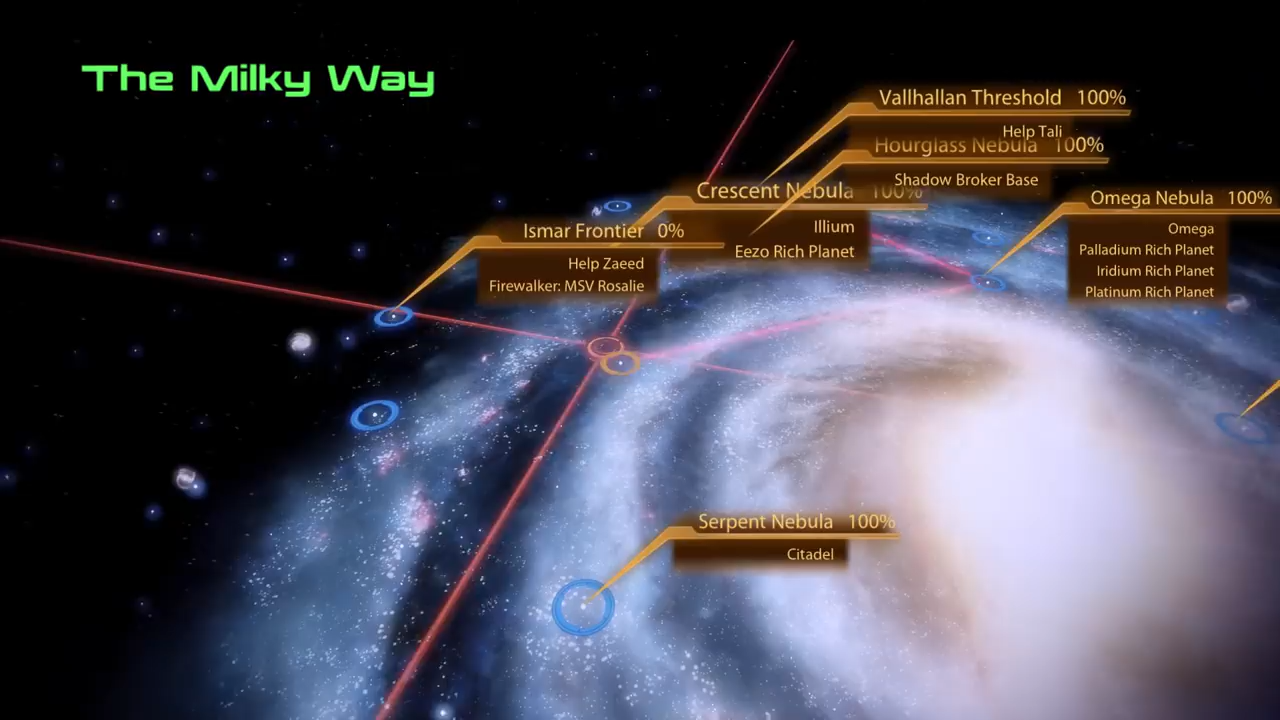 The Milky Way
Vallhallan Threshold 100%
Help Tali
Hourglass Nebula 100%
Shadow Broker Base
Crescent Nebula 100%
Illium
Eezo Rich Planet
Omega Nebula 100%
Omega
Palladium Rich Planet
Iridium Rich Planet
Platinum Rich Planet
Ismar Frontier 0%
Help Zaeed
Firewalker: MSV Rosalie
Serpent Nebula 100%
Citadel